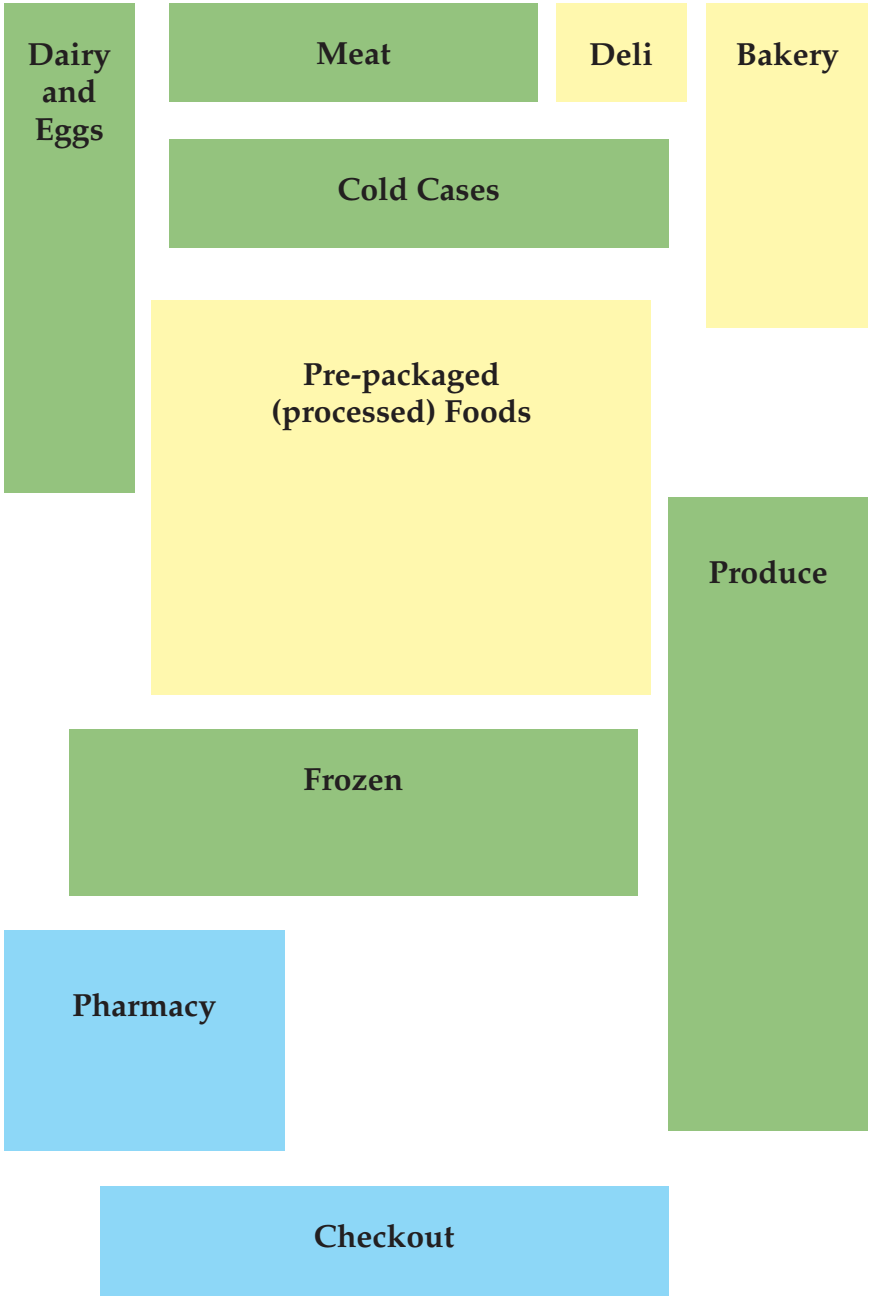 Dairy
and
Eggs
Meat
Deli
Bakery
Cold Cases
Pre-packaged
(processed) Foods
Produce
Frozen
Pharmacy
Checkout